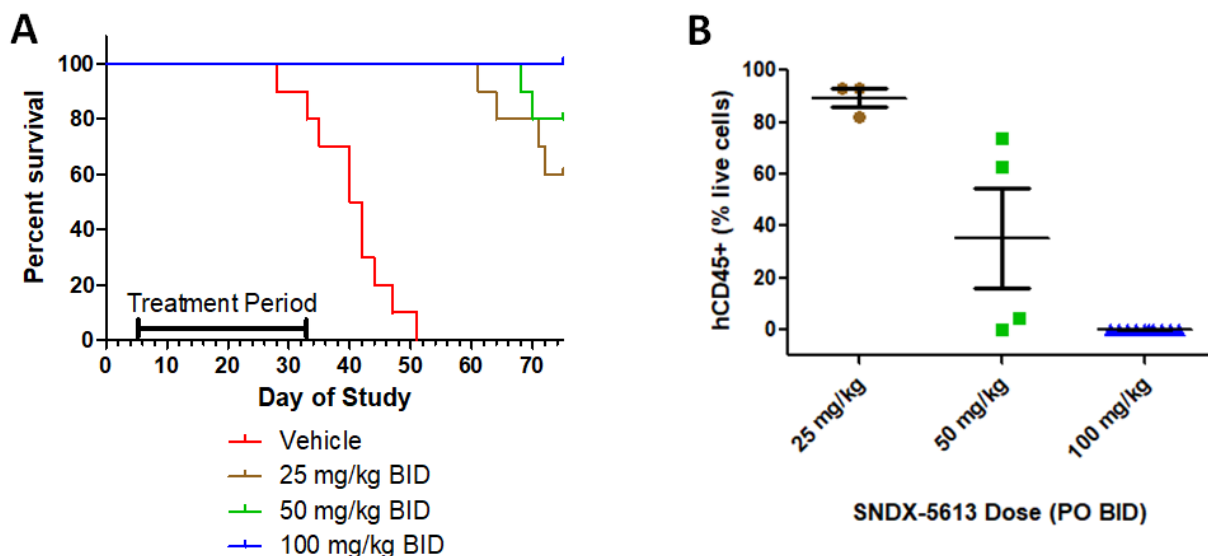 A
Percent survival
100
80
60
40
20
0
Treatment Period
0 10 20 30 40 50 60 70
Day of Study
Vehicle
25 mg/kg BID
50 mg/kg BID
100 mg/kg BID
B
hCD45+ (% live cells)
100
80
60
40
20
0
25 mg/kg
50 mg/kg
100 mg/kg
SNDX-5613 Dose (PO BID)